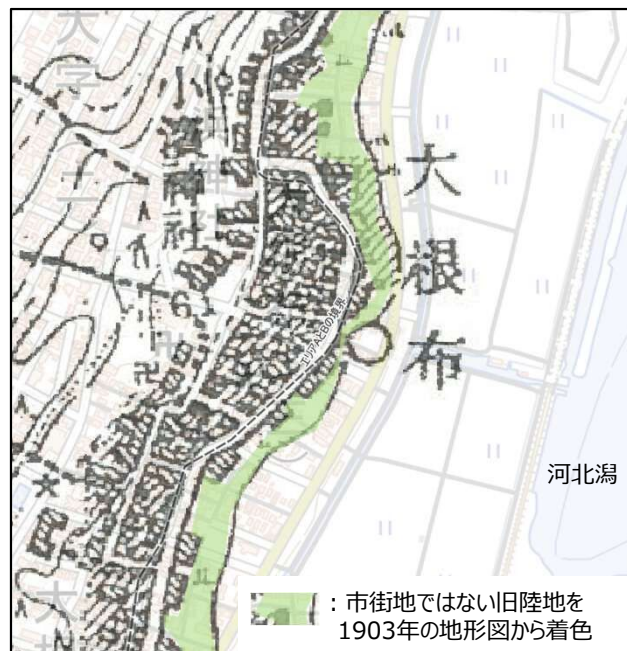 小濱神社
大根布
エリアAとBの境界
河北潟
：市街地ではない旧陸地を
1903年の地形図から着色